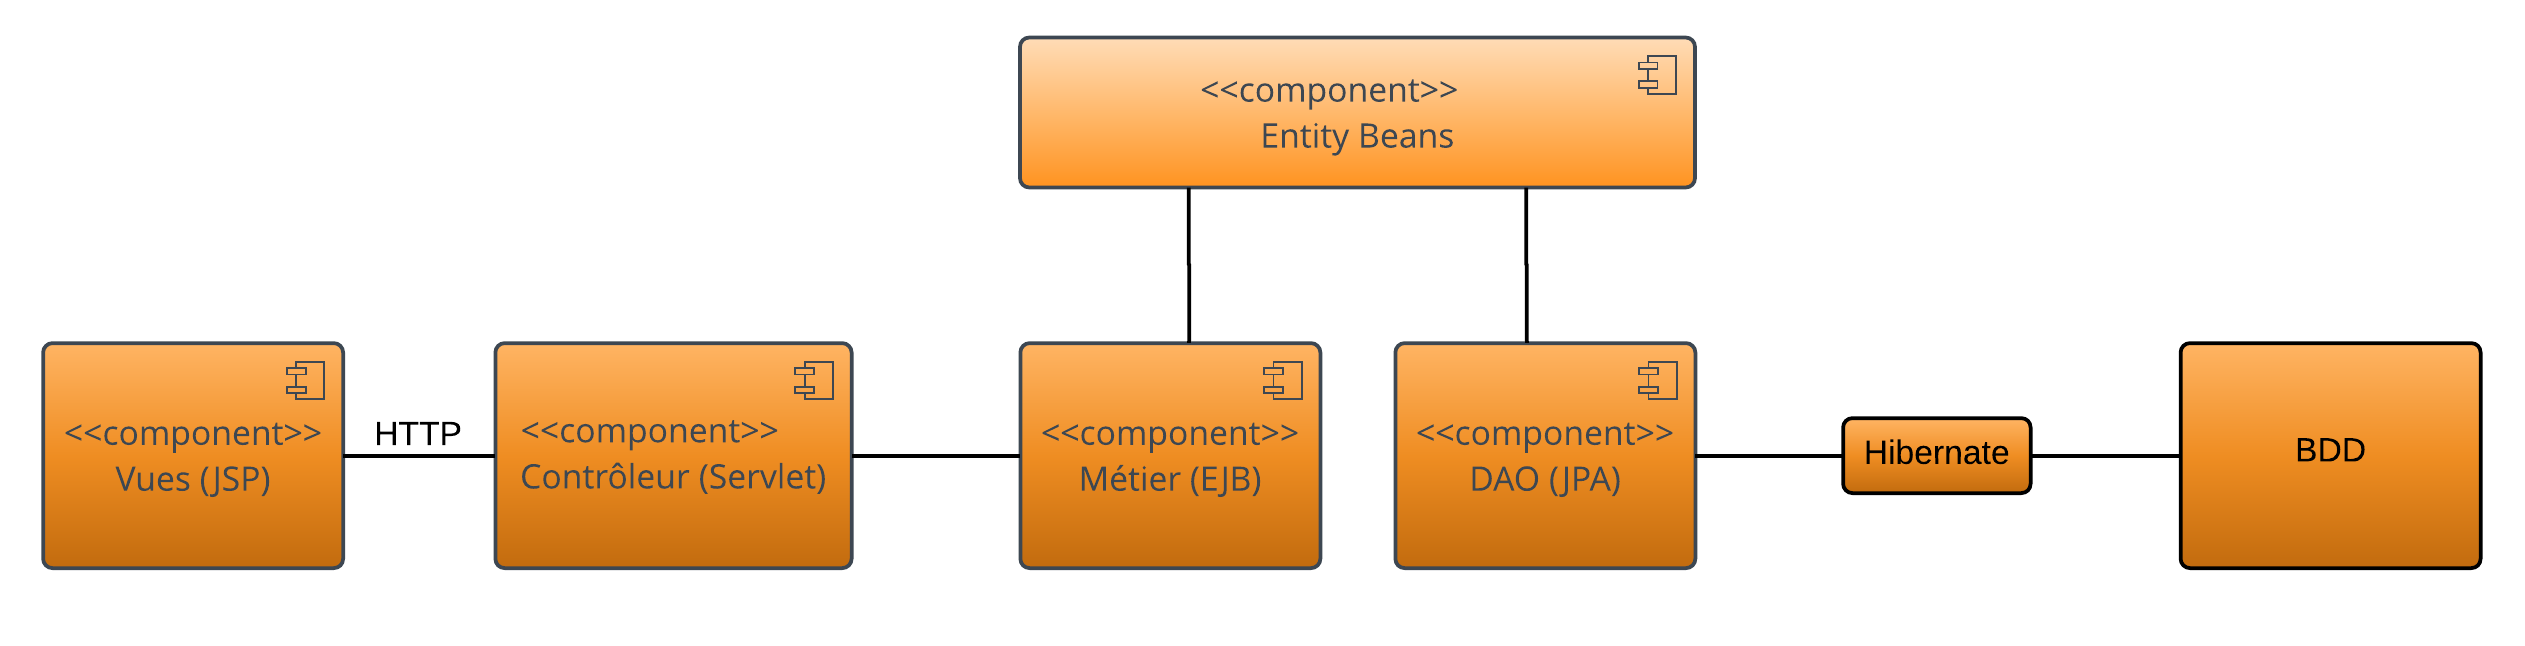 <<component>>
Entity Beans
<<component>>
Vues (JSP)
HTTP
<<component>>
Contrôleur (Servlet)
<<component>>
Métier (EJB)
<<component>>
DAO (JPA)
Hibernate
BDD